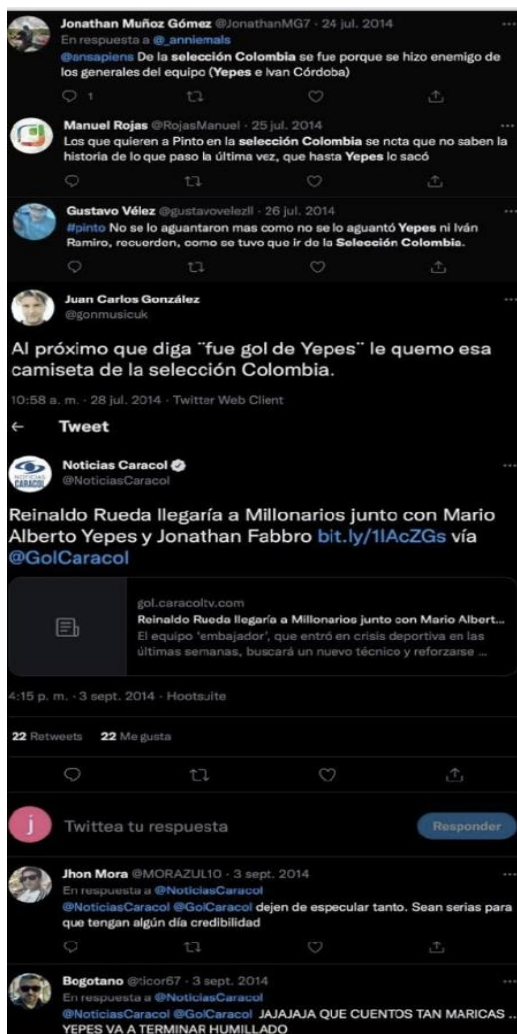 Jonathan Muñoz Gómez @JonathanMG7 · 24 jul. 2014
En respuesta a @_anniemals
@ansapiens De la selección Colombia se fue porque se hizo enemigo de
los generales del equipo (Yepes e Ivan Córdoba)
1
Manuel Rojas @RojasManuel · 25 jul. 2014
Los que quieren a Pinto en la selección Colombia se nota que no saben la
historia de lo que paso la última vez, que hasta Yepes lo sacó
Gustavo Vélez @gustavovelezll · 26 jul. 2014
#pinto No se lo aguantaron mas como no se lo aguantó Yepes ni Iván
Ramiro, recuerden, como se tuvo que ir de la Selección Colombia.
Juan Carlos González
@gonmusicuk
Al próximo que diga ¨fue gol de Yepes¨ le quemo esa
camiseta de la selección Colombia.
10:58 a. m. · 28 jul. 2014 · Twitter Web Client
Tweet
NOTICIAS
CARACOL
Noticias Caracol
@NoticiasCaracol
Reinaldo Rueda llegaría a Millonarios junto con Mario
Alberto Yepes y Jonathan Fabbro bit.ly/1lAcZGs vía
@GolCaracol
gol.caracoltv.com
Reinaldo Rueda llegaría a Millonarios junto con Mario Albert...
El equipo 'embajador', que entró en crisis deportiva en las
últimas semanas, buscará un nuevo técnico y reforzarse ...
4:15 p. m. · 3 sept. 2014 · Hootsuite
22 Retweets 22 Me gusta
j
Twittea tu respuesta
Responder
Jhon Mora @MORAZUL10 · 3 sept. 2014
En respuesta a @NoticiasCaracol
@NoticiasCaracol @GolCaracol dejen de especular tanto. Sean serias para
que tengan algún día credibilidad
Bogotano @ticor67 · 3 sept. 2014
En respuesta a @NoticiasCaracol
@NoticiasCaracol @GolCaracol JAJAJAJA QUE CUENTOS TAN MARICAS ..
YEPES VA A TERMINAR HUMILLADO